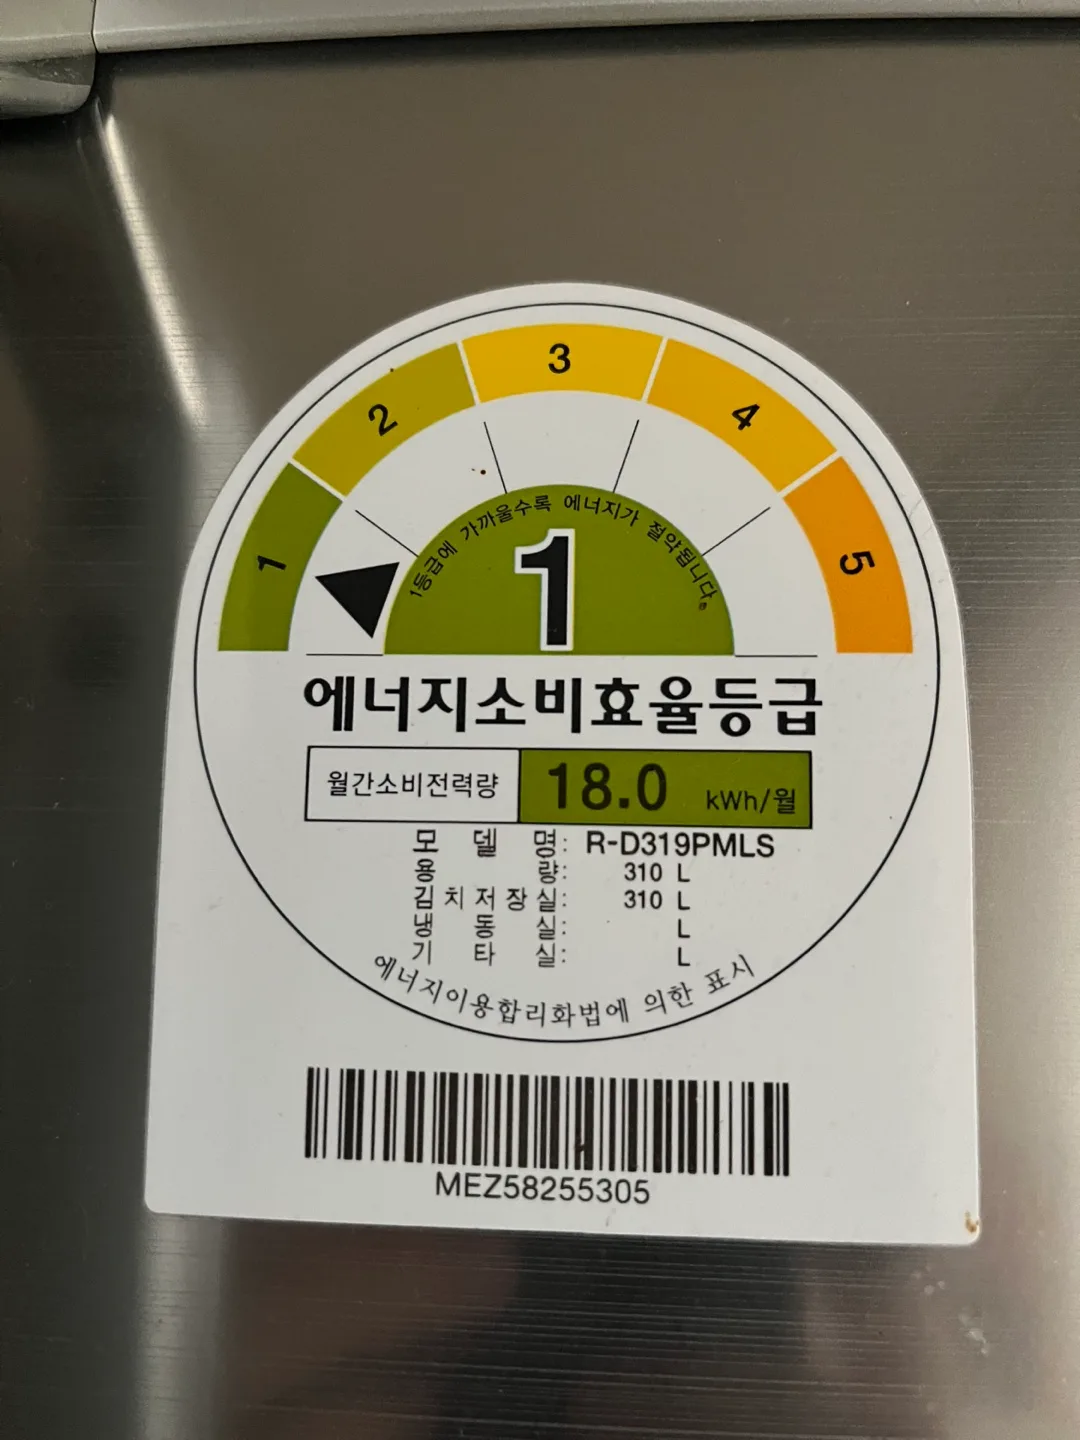 1
2
3
4
5
1등급에 가까울수록 에너지가 절약됩니다.
1
에너지소비효율등급
월간소비전력량 18.0 kWh/월
모 델 명: R-D319PMLS
용 량: 310 L
김치저장실: 310 L
냉 동 실: L
기 타 실: L
에너지이용합리화법에 의한 표시
MEZ58255305